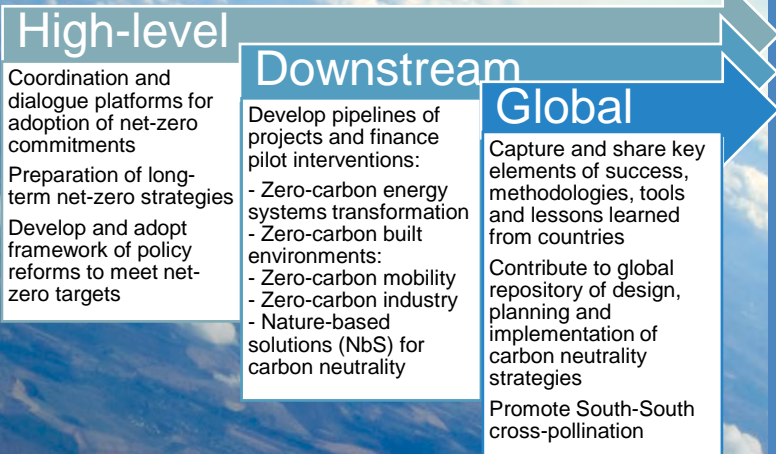 High-level
Coordination and
dialogue platforms for
adoption of net-zero
commitments
Preparation of long-
term net-zero strategies
Develop and adopt
framework of policy
reforms to meet net-
zero targets
Downstream
Develop pipelines of
projects and finance
pilot interventions:
- Zero-carbon energy
systems transformation
- Zero-carbon built
environments:
- Zero-carbon mobility
- Zero-carbon industry
- Nature-based
solutions (NbS) for
carbon neutrality
Global
Capture and share key
elements of success,
methodologies, tools
and lessons learned
from countries
Contribute to global
repository of design,
planning and
implementation of
carbon neutrality
strategies
Promote South-South
cross-pollination